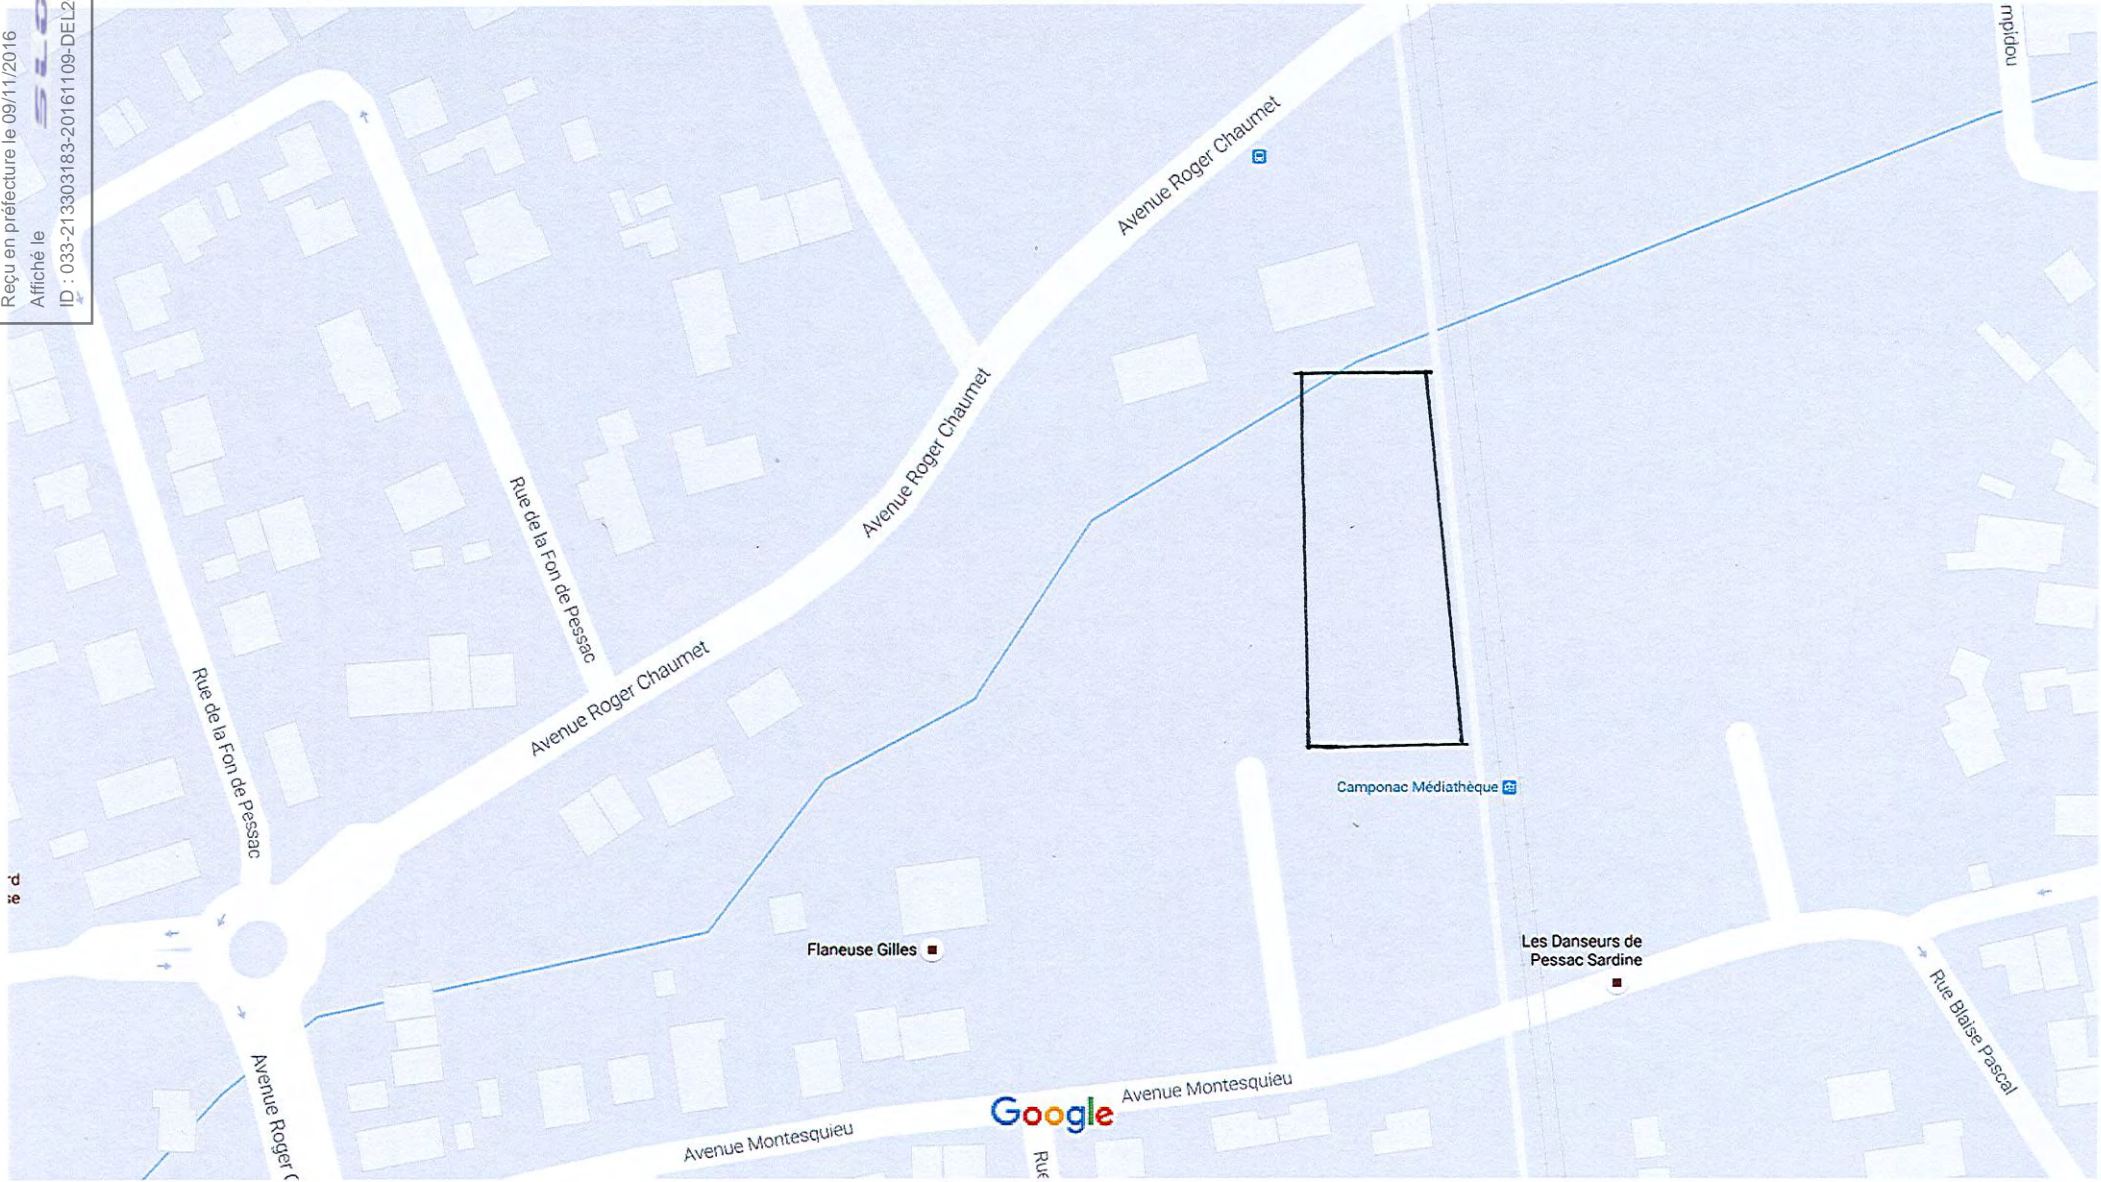 Reçu en préfecture le 09/11/2016
Affiché le
ID : 033-213303183-20161109-DEL2
Avenue Roger Chaumet
Avenue Roger Chaumet
Rue de la Fon de Pessac
Avenue Roger Chaumet
Rue de la Fon de Pessac
Camponac Médiathèque
Flaneuse Gilles
Les Danseurs de
Pessac Sardine
Rue Blaise Pascal
Avenue Roger C
Google
Avenue Montesquieu
Avenue Montesquieu
Rue